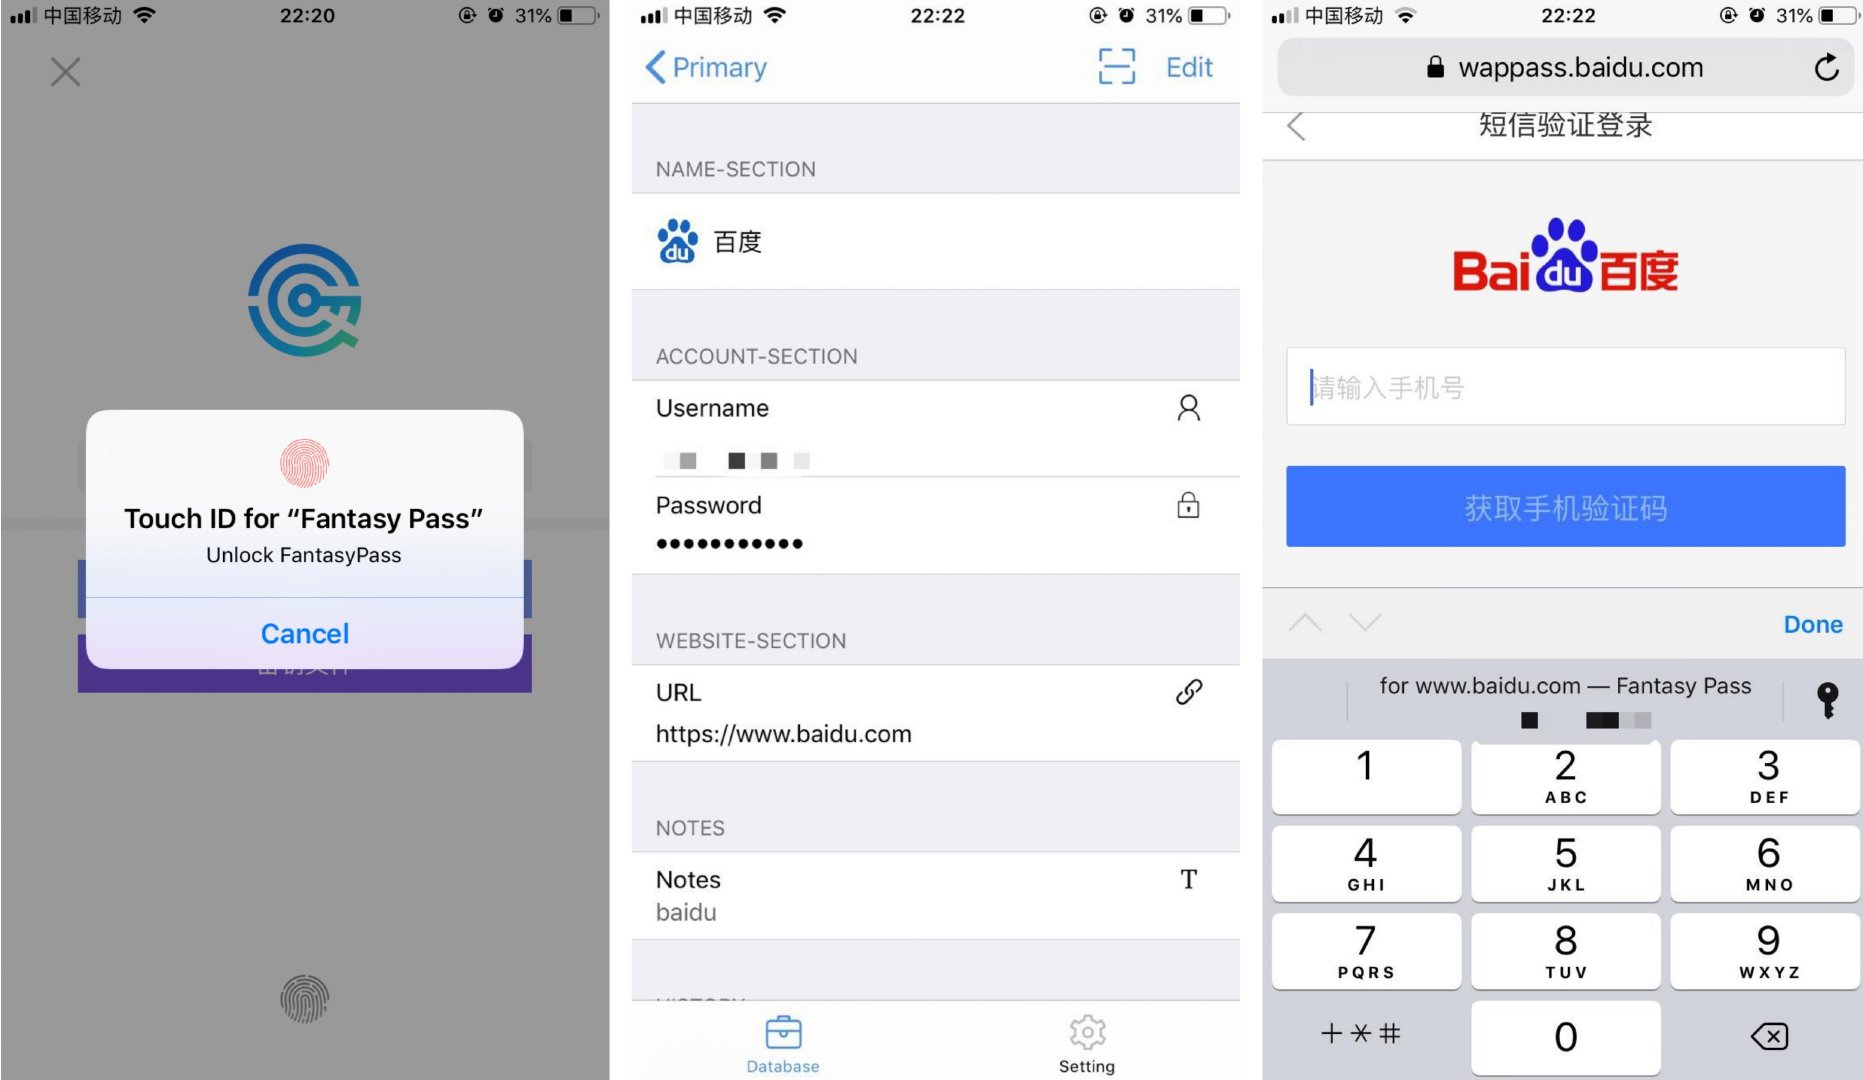 中国移动
22:20
31%
Touch ID for “Fantasy Pass”
Unlock FantasyPass
Cancel
中国移动
22:22
31%
Primary
Edit
NAME-SECTION
du 百度
ACCOUNT-SECTION
Username
Password
WEBSITE-SECTION
URL
https://www.baidu.com
NOTES
Notes
T
baidu
Database
Setting
中国移动
22:22
31%
wappass.baidu.com
短信验证登录
Bai du 百度
请输入手机号
获取手机验证码
Done
for www.baidu.com — Fantasy Pass
1
2
3
ABC
DEF
4
5
6
GHI
JKL
MNO
7
8
9
PQRS
TUV
WXYZ
+*#
0